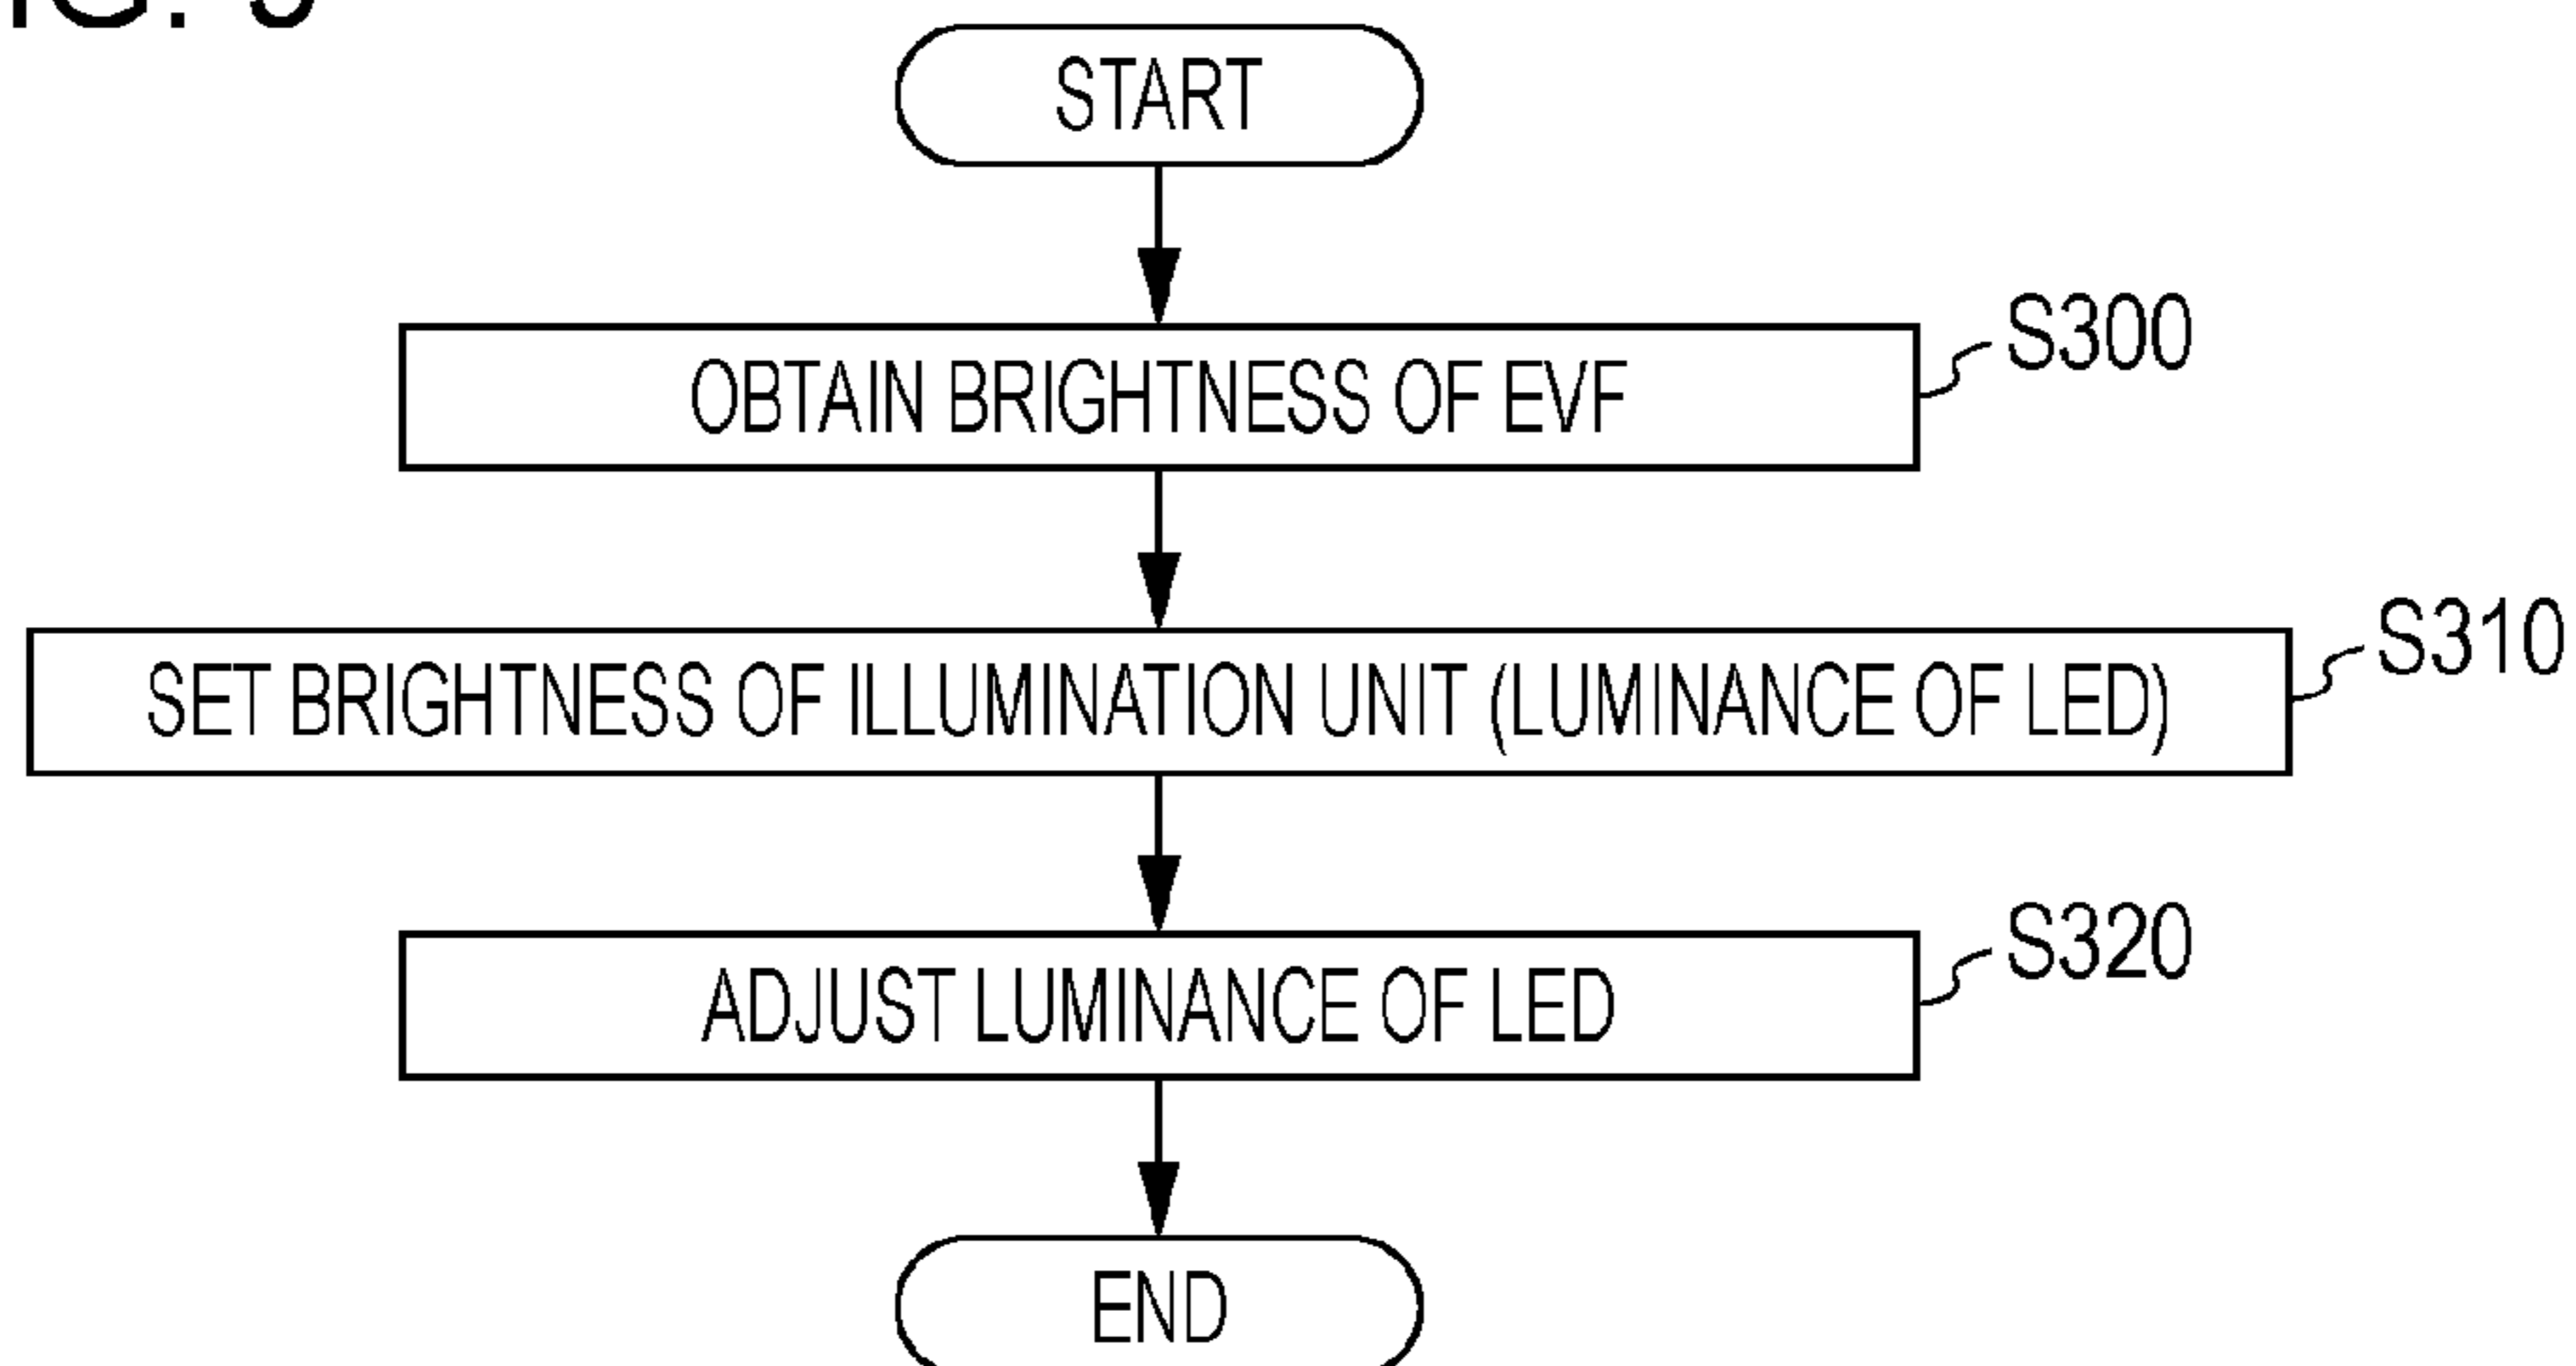 START
OBTAIN BRIGHTNESS OF EVF
S300
SET BRIGHTNESS OF ILLUMINATION UNIT (LUMINANCE OF LED)
S310
ADJUST LUMINANCE OF LED
S320
END